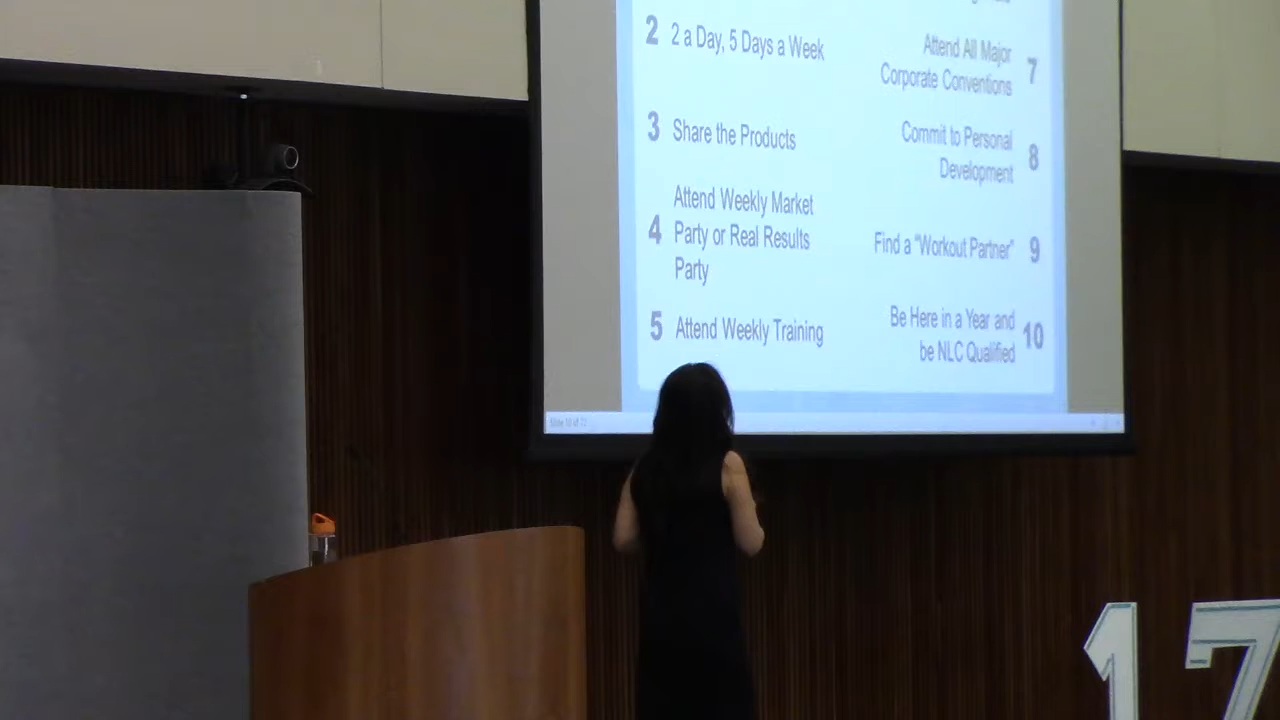 2 2 a Day, 5 Days a Week
3 Share the Products
4 Attend Weekly Market
Party or Real Results
Party
5 Attend Weekly Training
Attend All Major
Corporate Conventions 7
Commit to Personal
Development 8
Find a "Workout Partner" 9
Be Here in a Year and
be NLC Qualified 10
17